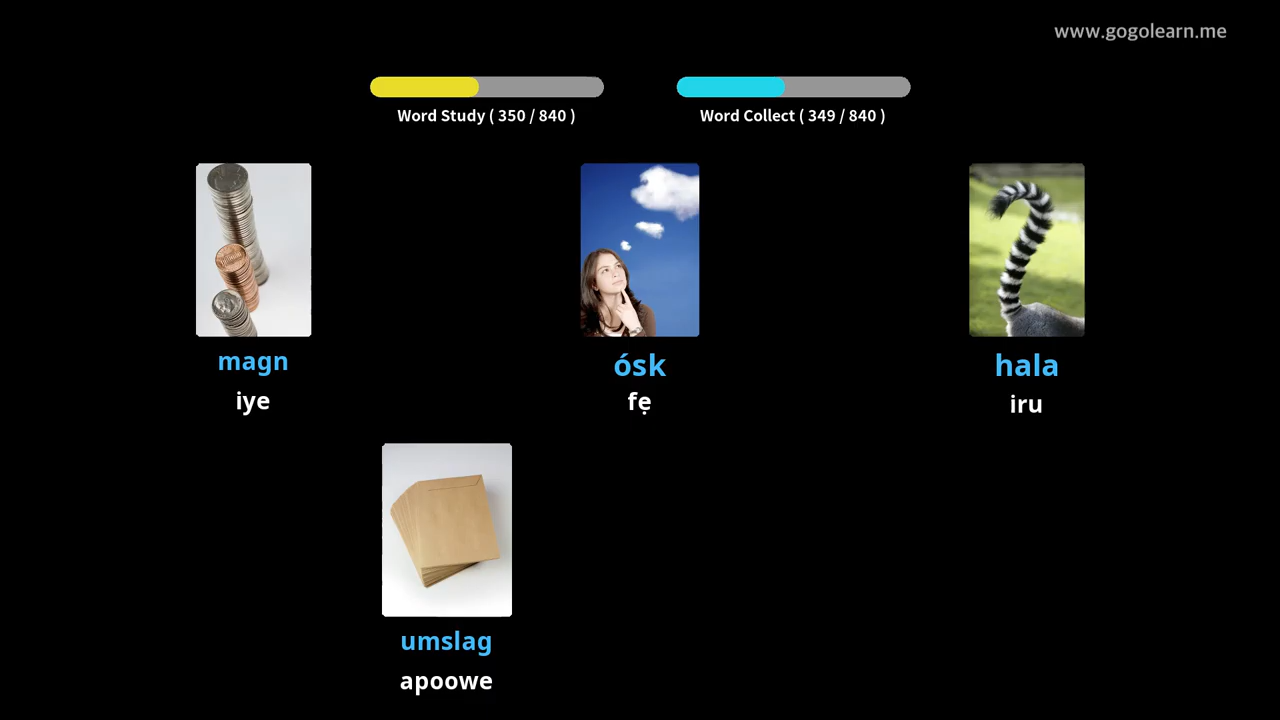 www.gogolearn.me
Word Study ( 350 / 840 )
Word Collect ( 349 / 840 )
magn
iye
ósk
fẹ
hala
iru
umslag
apoowe